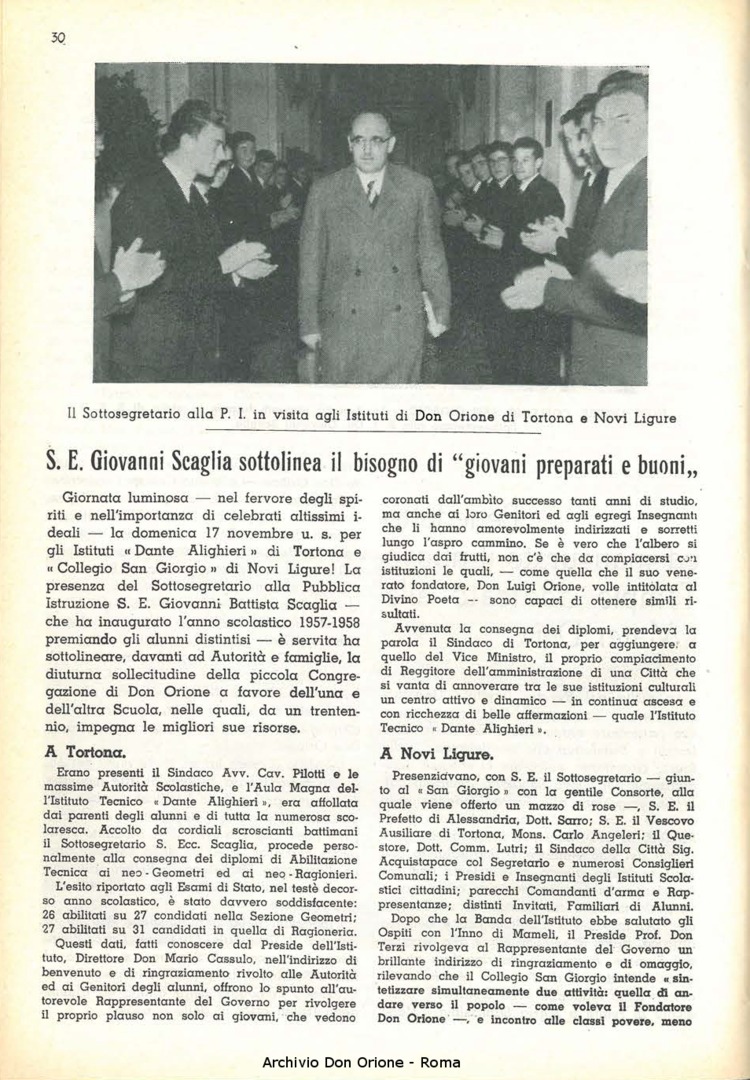 30
Il Sottosegretario alla P. I. in visita agli Istituti di Don Orione di Tortona e Novi Ligure
S. E. Giovanni Scaglia sottolinea il bisogno di “giovani preparati e buoni„
Giornata luminosa — nel fervore degli spi-
riti e nell'importanza di celebrati altissimi i-
deali — la domenica 17 novembre u. s. per
gli Istituti « Dante Alighieri » di Tortona e
« Collegio San Giorgio » di Novi Ligure! La
presenza del Sottosegretario alla Pubblica
Istruzione S. E. Giovanni Battista Scaglia —
che ha inaugurato l'anno scolastico 1957-1958
premiando gli alunni distintisi — è servita ha
sottolineare, davanti ad Autorità e famiglie, la
diuturna sollecitudine della piccola Congre-
gazione di Don Orione a favore dell'una e
dell'altra Scuola, nelle quali, da un trenten-
nio, impegna le migliori sue risorse.
A Tortona.
Erano presenti il Sindaco Avv. Cav. Pilotti e le
massime Autorità Scolastiche, e l'Aula Magna del-
l'Istituto Tecnico « Dante Alighieri », era affollata
dai parenti degli alunni e di tutta la numerosa sco-
laresca. Accolto da cordiali scroscianti battimani
il Sottosegretario S. Ecc. Scaglia, procede perso-
nalmente alla consegna dei diplomi di Abilitazione
Tecnica ai neo - Geometri ed ai neo - Ragionieri.
L'esito riportato agli Esami di Stato, nel testè decor-
so anno scolastico, è stato davvero soddisfacente:
26 abilitati su 27 condidati nella Sezione Geometri;
27 abilitati su 31 candidati in quella di Ragioneria.
Questi dati, fatti conoscere dal Preside dell'Isti-
tuto, Direttore Don Mario Cassulo, nell'indirizzo di
benvenuto e di ringraziamento rivolto alle Autorità
ed ai Genitori degli alunni, offrono lo spunto all'au-
torevole Rappresentante del Governo per rivolgere
il proprio plauso non solo ai giovani, che vedono
coronati dall'ambìto successo tanti anni di studio,
ma anche ai loro Genitori ed agli egregi Insegnanti
che li hanno amorevolmente indirizzati e sorretti
lungo l'aspro cammino. Se è vero che l'albero si
giudica dai frutti, non c'è che da compiacersi con
istituzioni le quali, — come quella che il suo vene-
rato fondatore, Don Luigi Orione, volle intitolata al
Divino Poeta — sono capaci di ottenere simili ri-
sultati.
Avvenuta la consegna dei diplomi, prendeva la
parola il Sindaco di Tortona, per aggiungere a
quello del Vice Ministro, il proprio compiacimento
di Reggitore dell'amministrazione di una Città che
si vanta di annoverare tra le sue istituzioni culturali
un centro attivo e dinamico — in continua ascesa e
con ricchezza di belle affermazioni — quale l'Istituto
Tecnico « Dante Alighieri ».
A Novi Ligure.
Presenziavano, con S. E. il Sottosegretario — giun-
to al « San Giorgio » con la gentile Consorte, alla
quale viene offerto un mazzo di rose —, S. E. il
Prefetto di Alessandria, Dott. Sarro; S. E. il Vescovo
Ausiliare di Tortona, Mons. Carlo Angeleri; il Que-
store, Dott. Comm. Lutri; il Sindaco della Città Sig.
Acquistapace col Segretario e numerosi Consiglieri
Comunali; i Presidi e Insegnanti degli Istituti Scola-
stici cittadini; parecchi Comandanti d'arma e Rap-
presentanze; distinti Invitati, Familiari di Alunni.
Dopo che la Banda dell'Istituto ebbe salutato gli
Ospiti con l'Inno di Mameli, il Preside Prof. Don
Terzi rivolgeva al Rappresentante del Governo un
brillante indirizzo di ringraziamento e di omaggio,
rilevando che il Collegio San Giorgio intende « sin-
tetizzare simultaneamente due attività: quella di an-
dare verso il popolo — come voleva il Fondatore
Don Orione —, e incontro alle classi povere, meno
Archivio Don Orione - Roma